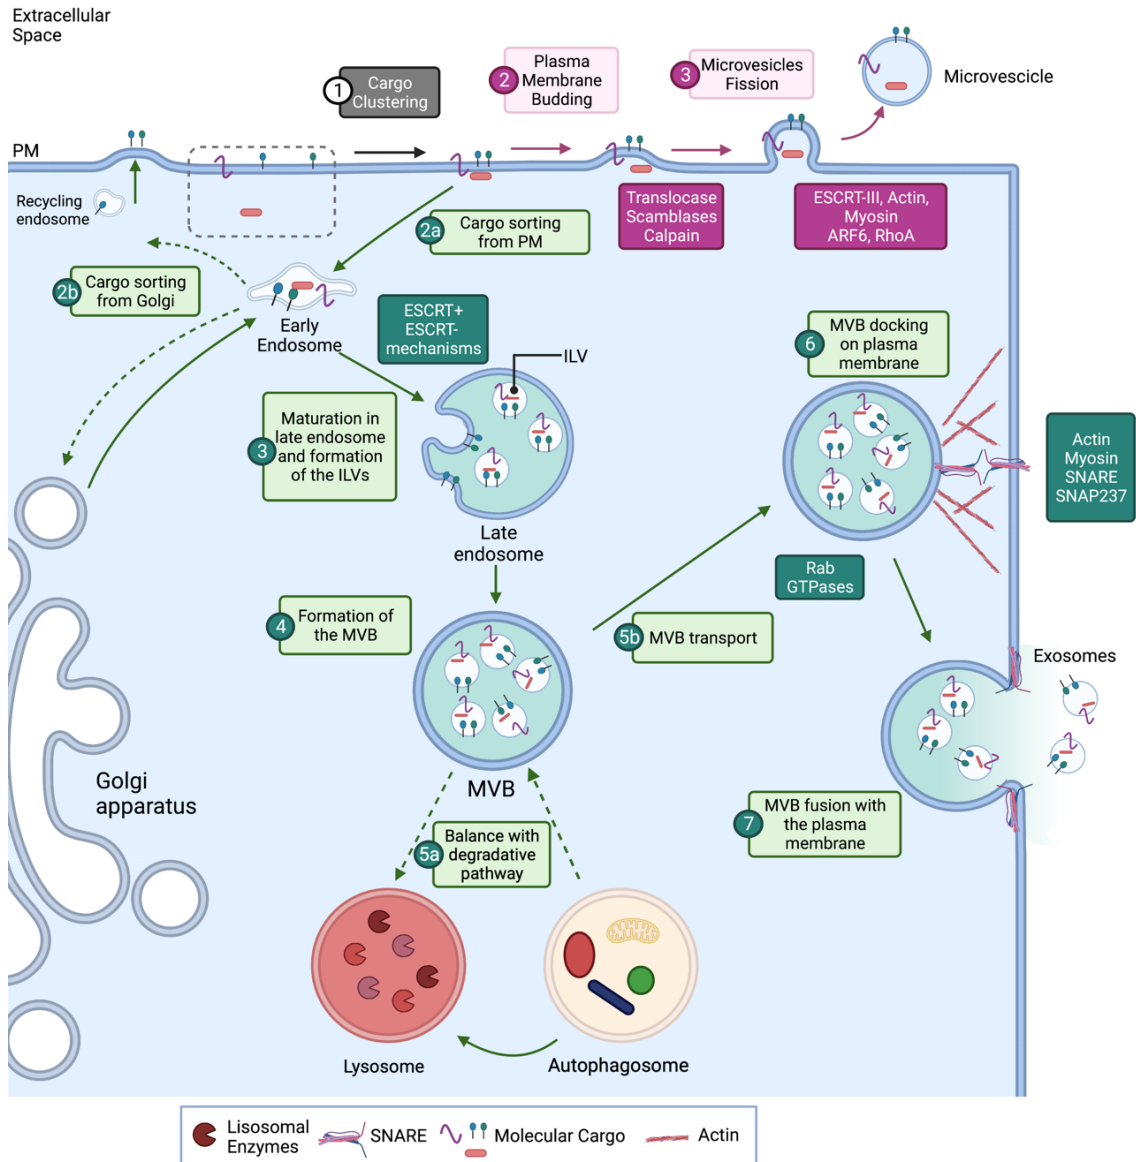 Extracellular
Space
1
Cargo
Clustering
2
Plasma
Membrane
Budding
3
Microvesicles
Fission
Microvescicle
PM
Recycling
endosome
Translocase
Scamblases
Calpain
ESCRT-III, Actin,
Myosin
ARF6, RhoA
2a
Cargo sorting
from PM
2b
Cargo sorting
from Golgi
Early
Endosome
ESCRT+
ESCRT-
mechanisms
ILV
3
Maturation in
late endosome
and formation
of the ILVs
Late
endosome
6
MVB docking
on plasma
membrane
Actin
Myosin
SNARE
SNAP237
Rab
GTPases
4
Formation of
the MVB
5b
MVB transport
Exosomes
MVB
Golgi
apparatus
7
MVB fusion with
the plasma
membrane
5a
Balance with
degradative
pathway
Lysosome
Autophagosome
Lisosomal
Enzymes
SNARE
Molecular Cargo
Actin